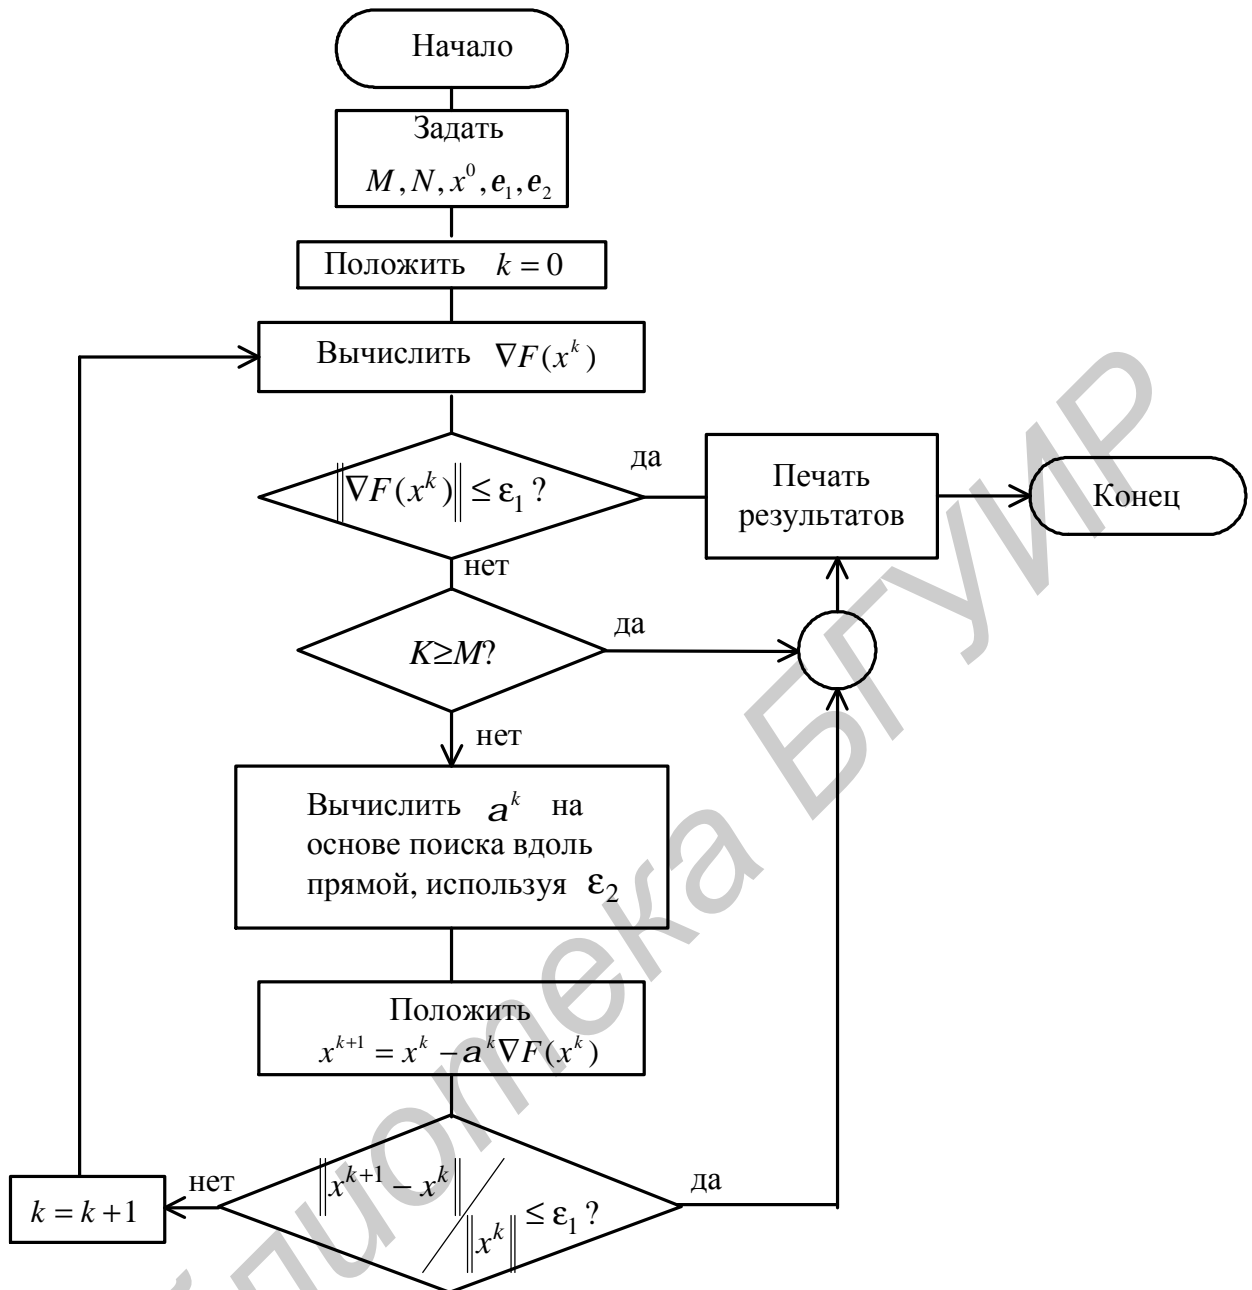 Начало
Задать
M, N, x⁰, e₁, e₂
Положить k = 0
Вычислить ∇F(xᵏ)
‖∇F(xᵏ)‖ ≤ ε₁ ?
да
Печать
результатов
Конец
нет
K≥M?
да
нет
Вычислить aᵏ на
основе поиска вдоль
прямой, используя ε₂
Положить
xᵏ⁺¹ = xᵏ − aᵏ∇F(xᵏ)
‖xᵏ⁺¹ − xᵏ‖ / ‖xᵏ‖ ≤ ε₁ ?
нет
да
k = k+1
лиотека БГУИР